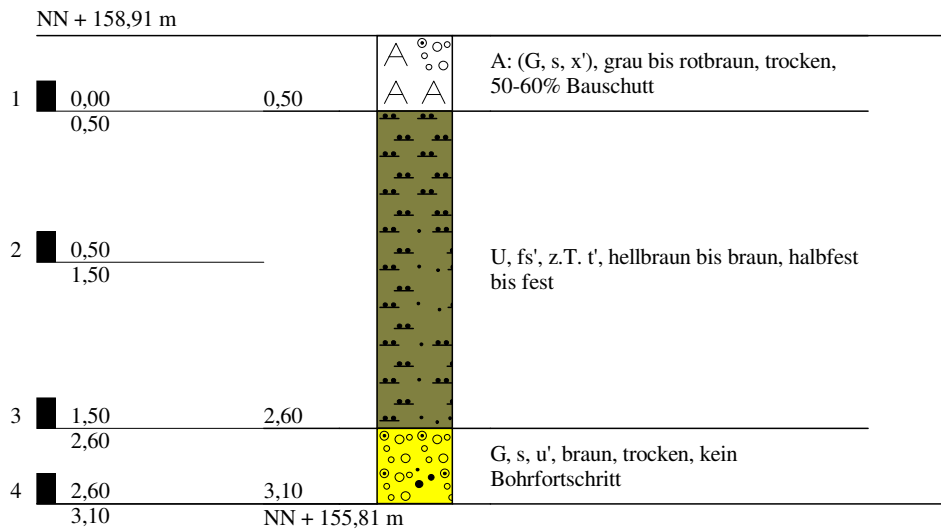 NN + 158,91 m
A: (G, s, x'), grau bis rotbraun, trocken,
50-60% Bauschutt
A
A A
1 0,00 0,50
0,50
2 0,50
1,50
U, fs', z.T. t', hellbraun bis braun, halbfest
bis fest
3 1,50 2,60
2,60
G, s, u', braun, trocken, kein
Bohrfortschritt
4 2,60 3,10
3,10
NN + 155,81 m